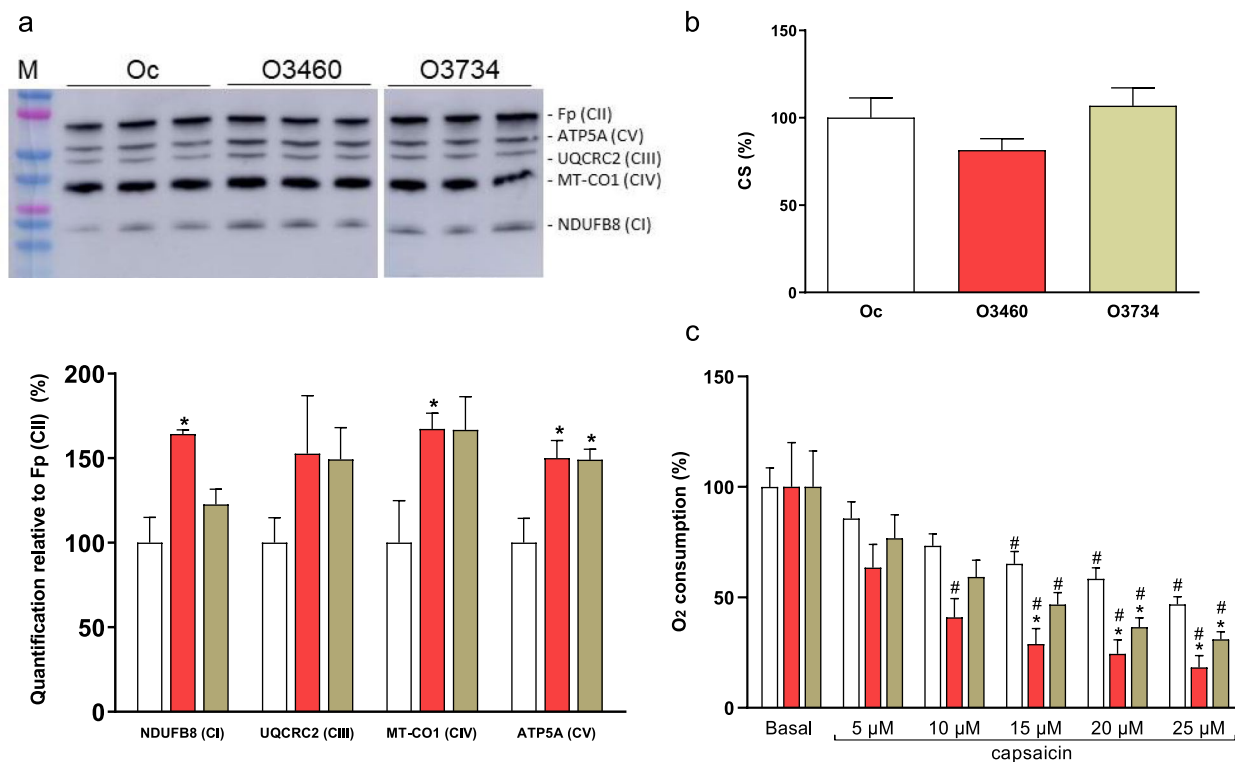 a
M Oc O3460 O3734
- Fp (CII)
- ATP5A (CV)
- UQCRC2 (CIII)
- MT-CO1 (CIV)
- NDUFB8 (CI)
Quantification relative to Fp (CII) (%)
200
150
100
50
0
* * * *
NDUFB8 (CI) UQCRC2 (CIII) MT-CO1 (CIV) ATP5A (CV)
b
CS (%)
150
100
50
0
Oc O3460 O3734
c
O2 consumption (%)
150
100
50
0
#
#
*
#
#
#
*
#
*
#
#
*
#
*
Basal 5 µM 10 µM 15 µM 20 µM 25 µM
capsaicin